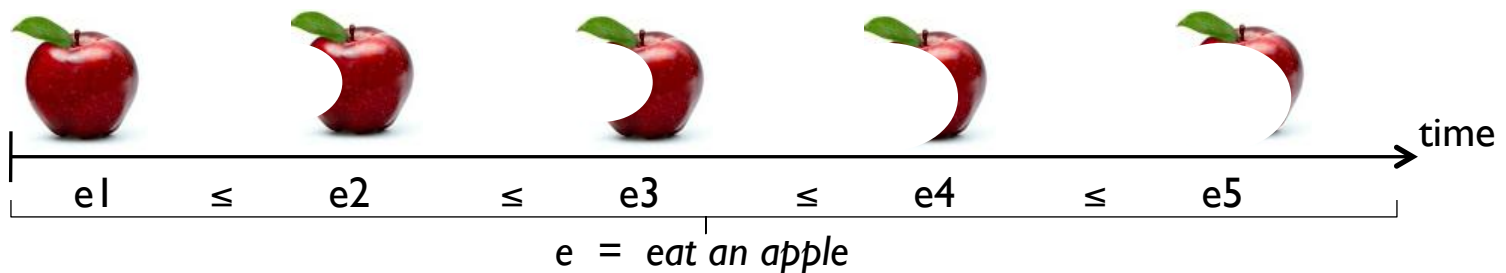 time
e1 ≤ e2 ≤ e3 ≤ e4 ≤ e5
e = eat an apple